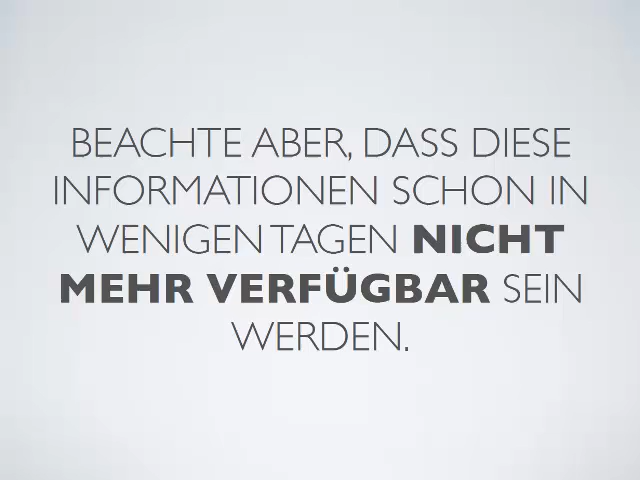 BEACHTE ABER, DASS DIESE
INFORMATIONEN SCHON IN
WENIGEN TAGEN NICHT
MEHR VERFÜGBAR SEIN
WERDEN.